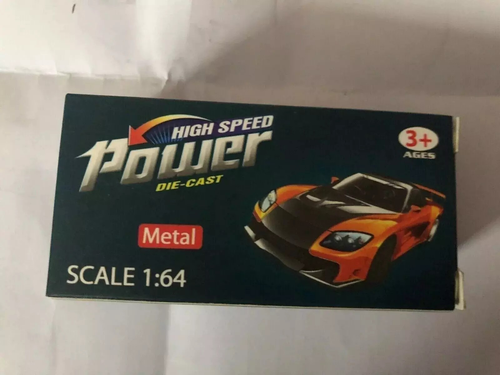 HIGH SPEED
Power
DIE-CAST
3+
AGES
Metal
SCALE 1:64